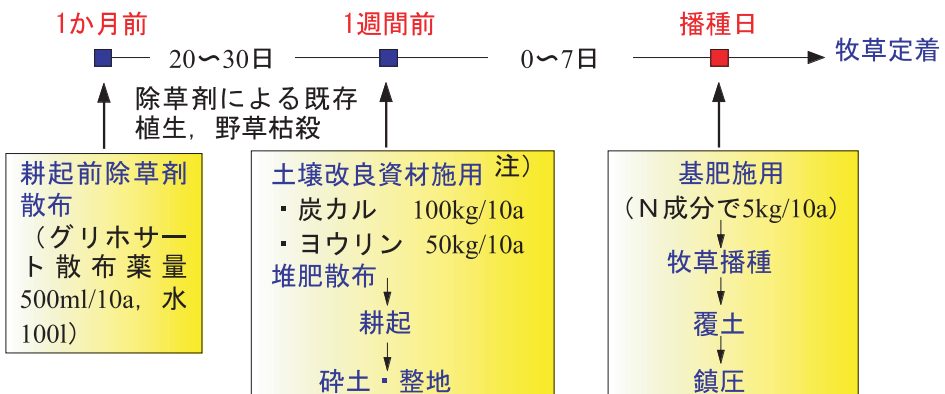 1か月前
1週間前
播種日
20〜30日
0〜7日
牧草定着
除草剤による既存
植生，野草枯殺
耕起前除草剤
散布
（グリホサー
ト散布薬量
500ml/10a，水
100l）
土壌改良資材施用 注）
・炭カル 100kg/10a
・ヨウリン 50kg/10a
堆肥散布
耕起
砕土・整地
基肥施用
（Ｎ成分で5kg/10a）
牧草播種
覆土
鎮圧